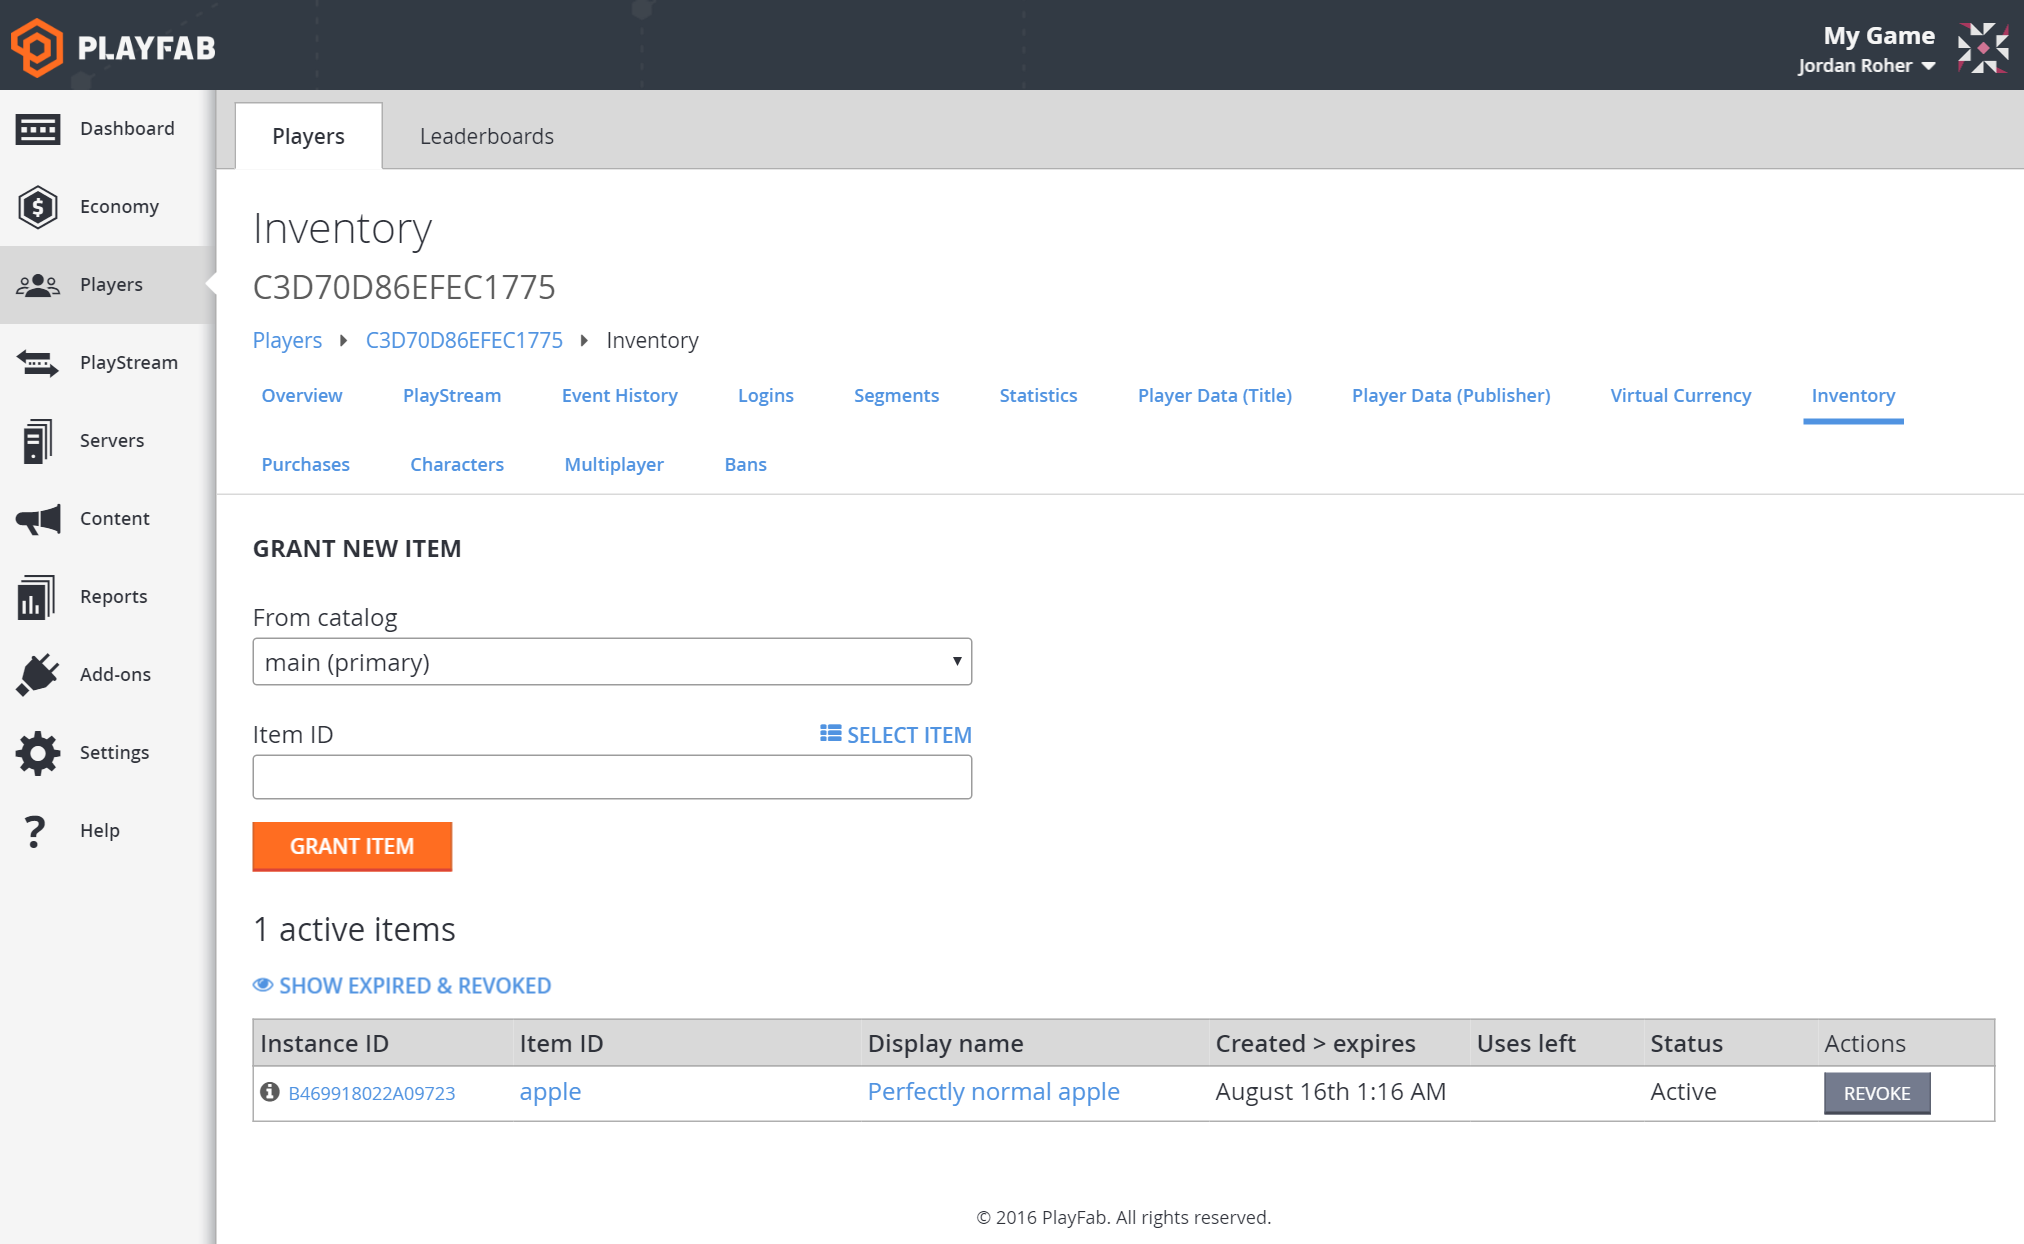 PLAYFAB
My Game
Jordan Roher
Dashboard
Economy
Players
PlayStream
Servers
Content
Reports
Add-ons
Settings
Help
Players Leaderboards
Inventory
C3D70D86EFEC1775
Players C3D70D86EFEC1775 Inventory
Overview PlayStream Event History Logins Segments Statistics Player Data (Title) Player Data (Publisher) Virtual Currency Inventory
Purchases Characters Multiplayer Bans
GRANT NEW ITEM
From catalog
main (primary)
Item ID SELECT ITEM
GRANT ITEM
1 active items
SHOW EXPIRED & REVOKED
Instance ID Item ID Display name Created > expires Uses left Status Actions
B469918022A09723 apple Perfectly normal apple August 16th 1:16 AM Active REVOKE
© 2016 PlayFab. All rights reserved.